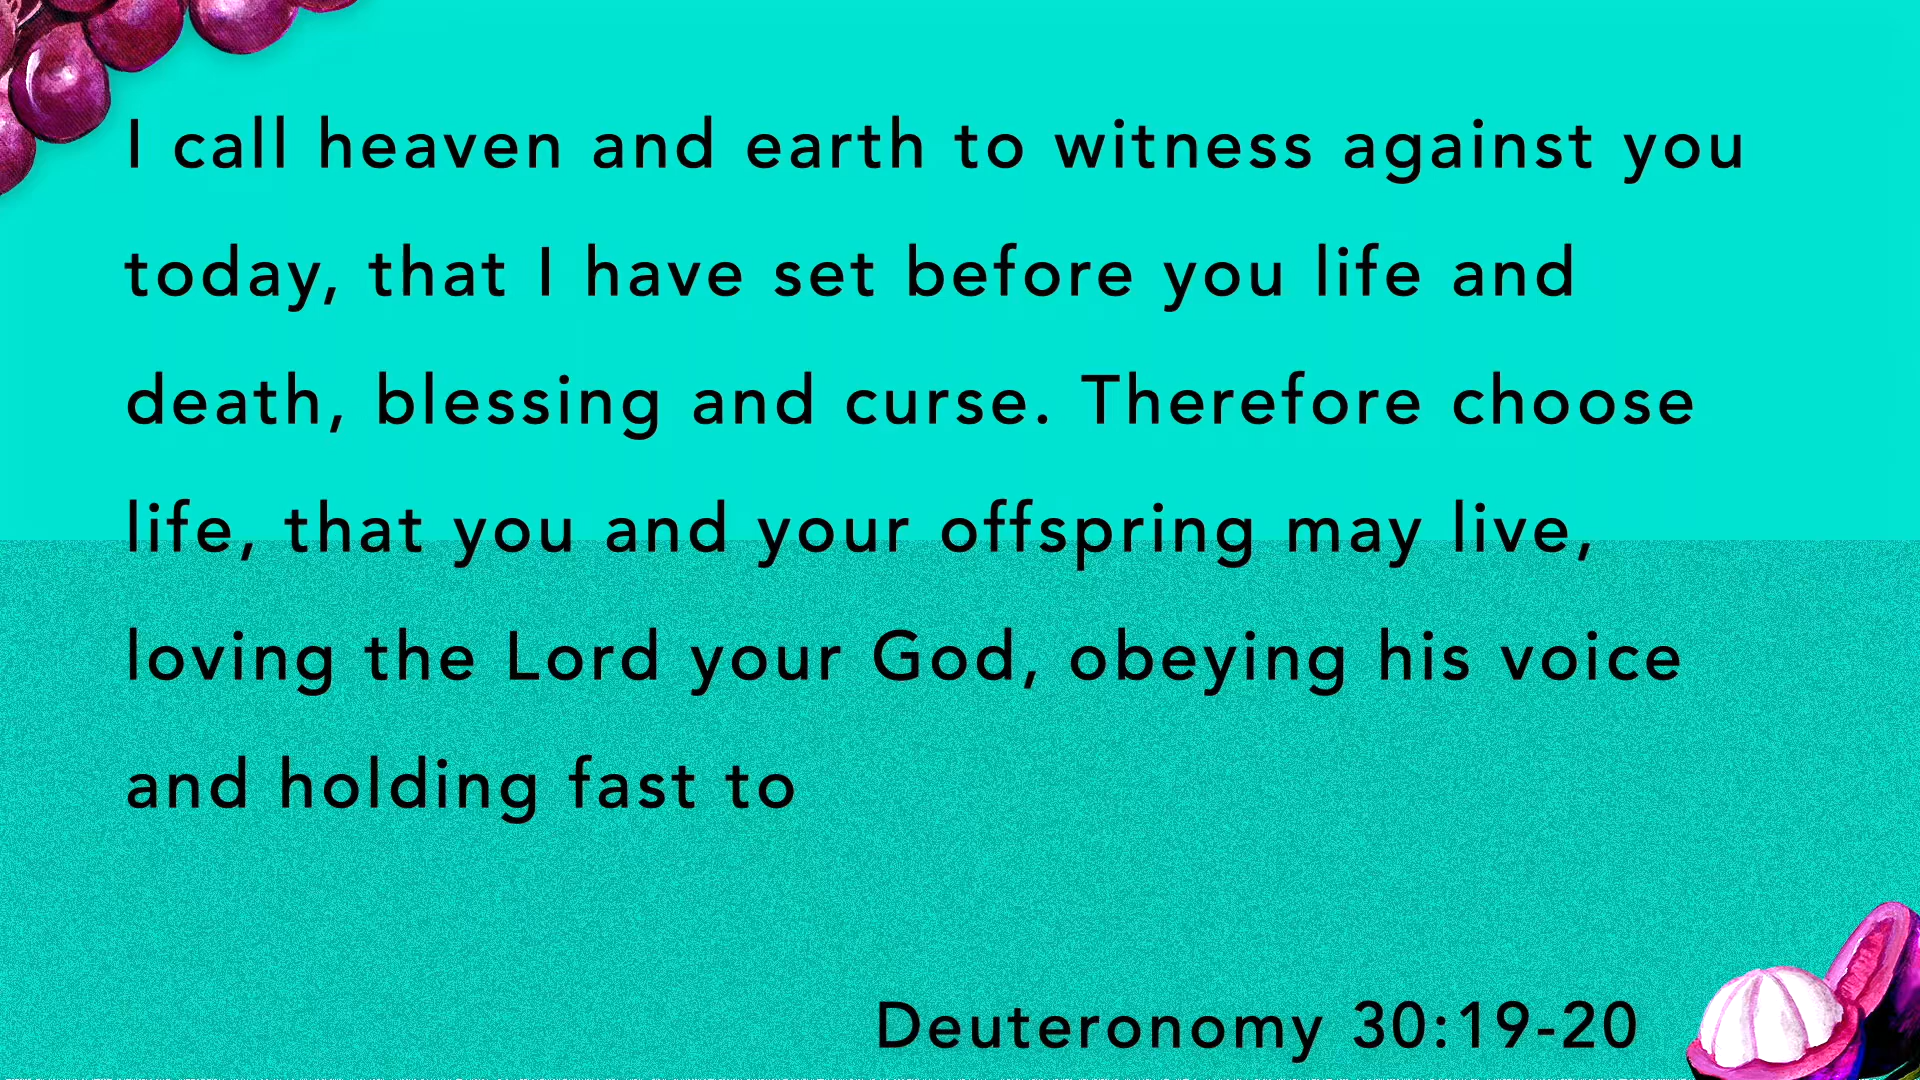 I call heaven and earth to witness against you
today, that I have set before you life and
death, blessing and curse. Therefore choose
life, that you and your offspring may live,
loving the Lord your God, obeying his voice
and holding fast to
Deuteronomy 30:19-20